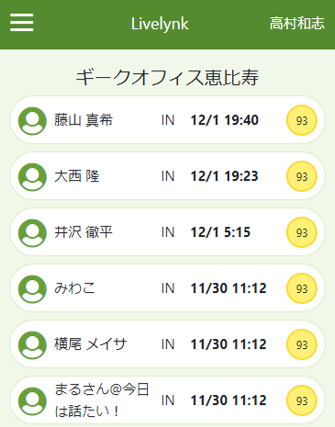 Livelynk 高村和志
ギークオフィス恵比寿
藤山 真希 IN 12/1 19:40 93
大西 隆 IN 12/1 19:23 93
井沢 徹平 IN 12/1 5:15 93
みわこ IN 11/30 11:12 93
横尾 メイサ IN 11/30 11:12 93
まるさん@今日
は話たい！ IN 11/30 11:12 93